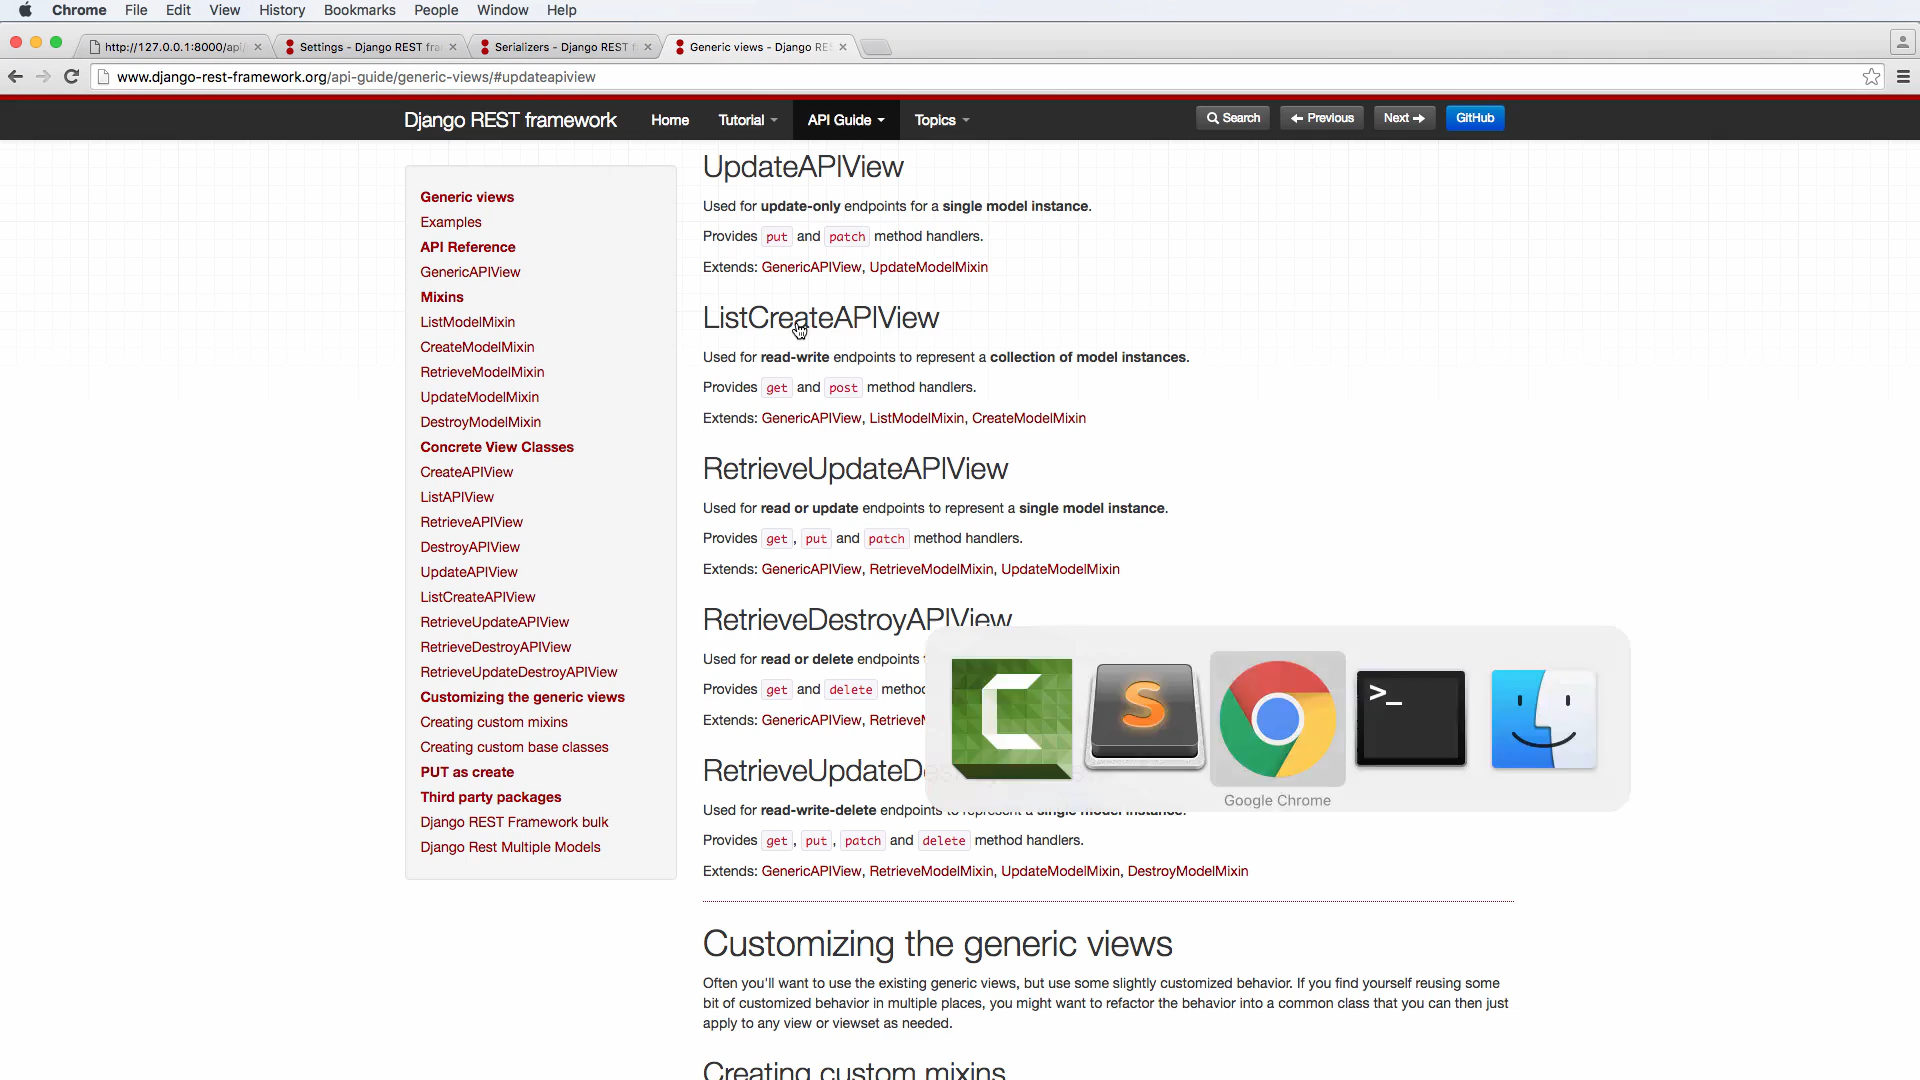 Chrome File Edit View History Bookmarks People Window Help
http://127.0.0.1:8000/api/
Settings - Django REST fra
Serializers - Django REST f
Generic views - Django RE
www.django-rest-framework.org/api-guide/generic-views/#updateapiview
Django REST framework Home Tutorial API Guide Topics Search Previous Next GitHub
Generic views
Examples
API Reference
GenericAPIView
Mixins
ListModelMixin
CreateModelMixin
RetrieveModelMixin
UpdateModelMixin
DestroyModelMixin
Concrete View Classes
CreateAPIView
ListAPIView
RetrieveAPIView
DestroyAPIView
UpdateAPIView
ListCreateAPIView
RetrieveUpdateAPIView
RetrieveDestroyAPIView
RetrieveUpdateDestroyAPIView
Customizing the generic views
Creating custom mixins
Creating custom base classes
PUT as create
Third party packages
Django REST Framework bulk
Django Rest Multiple Models
UpdateAPIView
Used for update-only endpoints for a single model instance.
Provides put and patch method handlers.
Extends: GenericAPIView, UpdateModelMixin
ListCreateAPIView
Used for read-write endpoints to represent a collection of model instances.
Provides get and post method handlers.
Extends: GenericAPIView, ListModelMixin, CreateModelMixin
RetrieveUpdateAPIView
Used for read or update endpoints to represent a single model instance.
Provides get, put and patch method handlers.
Extends: GenericAPIView, RetrieveModelMixin, UpdateModelMixin
RetrieveDestroyAPIView
Used for read or delete endpoints
Provides get and delete metho
Extends: GenericAPIView, RetrieveM
RetrieveUpdateDe
Used for read-write-delete endpoints to represent a single model instance.
Provides get, put, patch and delete method handlers.
Extends: GenericAPIView, RetrieveModelMixin, UpdateModelMixin, DestroyModelMixin
Customizing the generic views
Often you'll want to use the existing generic views, but use some slightly customized behavior. If you find yourself reusing some
bit of customized behavior in multiple places, you might want to refactor the behavior into a common class that you can then just
apply to any view or viewset as needed.
Creating custom mixins
C S >_
Google Chrome